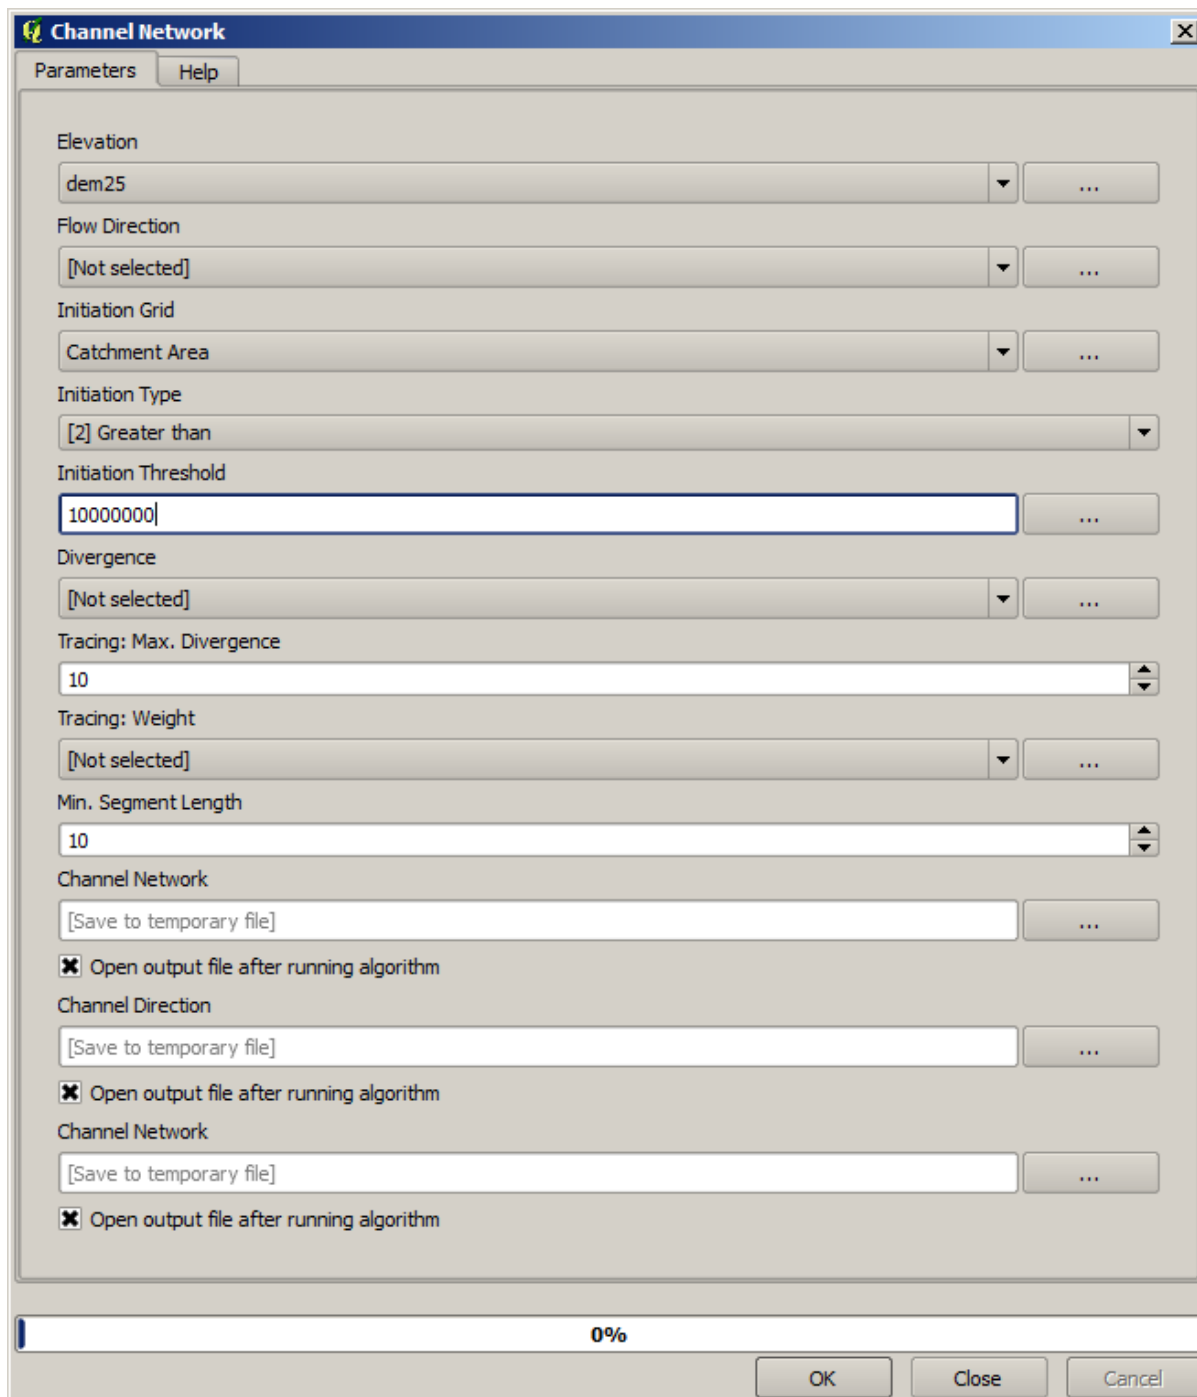 Channel Network
Parameters Help
Elevation
dem25 ...
Flow Direction
[Not selected] ...
Initiation Grid
Catchment Area ...
Initiation Type
[2] Greater than
Initiation Threshold
10000000 ...
Divergence
[Not selected] ...
Tracing: Max. Divergence
10
Tracing: Weight
[Not selected] ...
Min. Segment Length
10
Channel Network
[Save to temporary file] ...
Open output file after running algorithm
Channel Direction
[Save to temporary file] ...
Open output file after running algorithm
Channel Network
[Save to temporary file] ...
Open output file after running algorithm
0%
OK Close Cancel